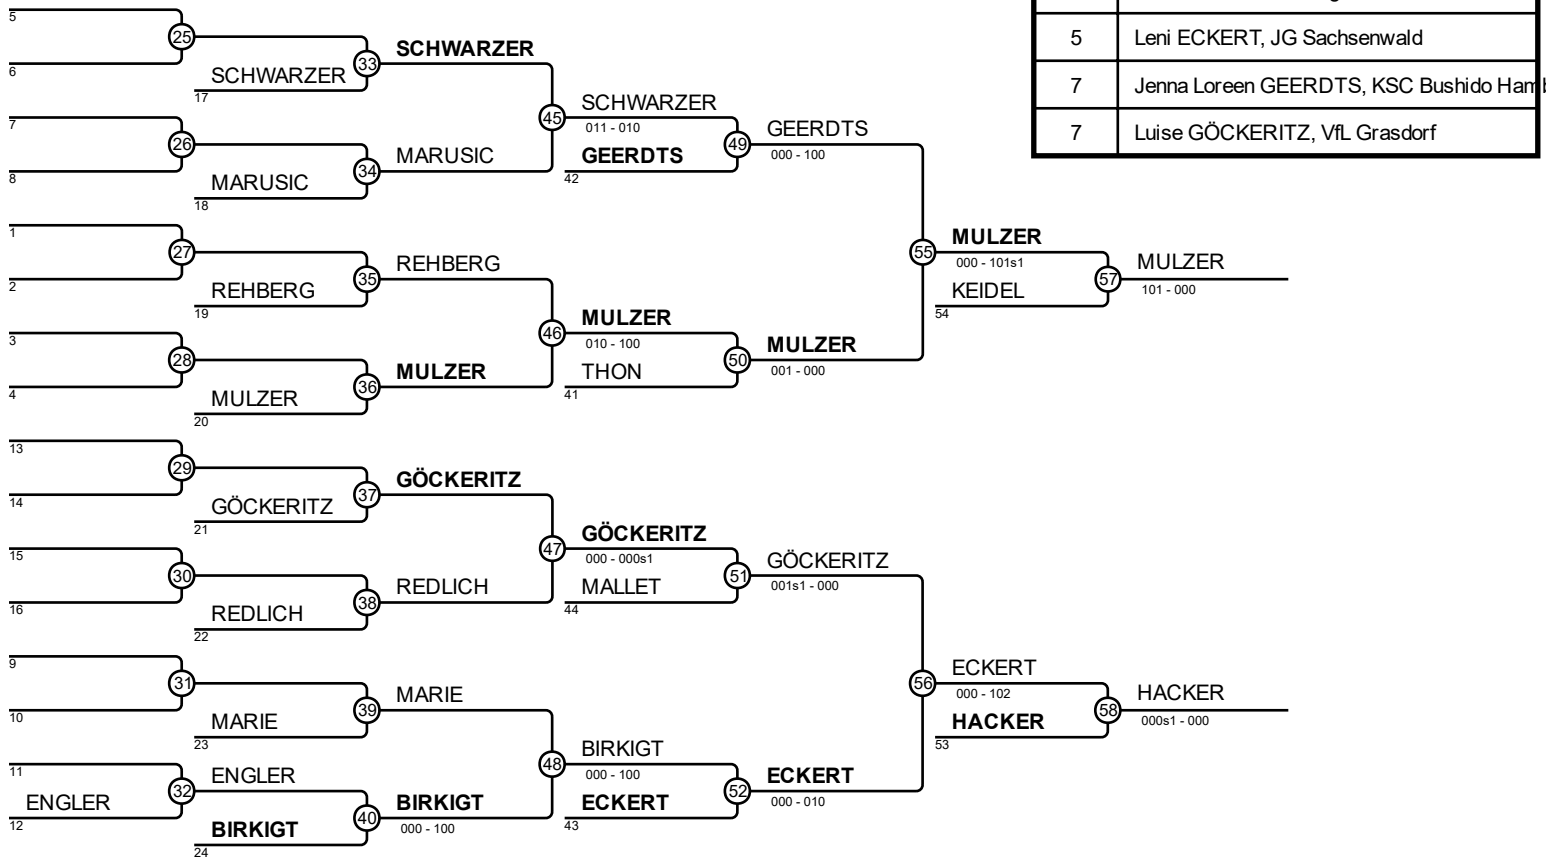 5
25
SCHWARZER
6
SCHWARZER
33
17
7
SCHWARZER
45
011 - 010
GEERDTS
26
MARUSIC
GEERDTS
49
000 - 100
8
MARUSIC
34
42
18
1
MULZER
27
REHBERG
55
000 - 101s1
MULZER
2
REHBERG
35
KEIDEL
57
101 - 000
19
54
3
MULZER
46
010 - 100
MULZER
28
MULZER
THON
50
001 - 000
4
MULZER
36
41
20
13
29
GÖCKERITZ
14
GÖCKERITZ
37
21
15
GÖCKERITZ
47
000 - 000s1
GÖCKERITZ
30
REDLICH
MALLET
51
001s1 - 000
16
REDLICH
38
44
22
9
ECKERT
31
MARIE
56
000 - 102
HACKER
10
MARIE
39
HACKER
58
000s1 - 000
23
53
11
ENGLER
BIRKIGT
48
000 - 100
ECKERT
ENGLER
32
BIRKIGT
ECKERT
52
000 - 010
12
BIRKIGT
40
000 - 100
43
24
5 Leni ECKERT, JG Sachsenwald
7 Jenna Loreen GEERDTS, KSC Bushido Ham
7 Luise GÖCKERITZ, VfL Grasdorf